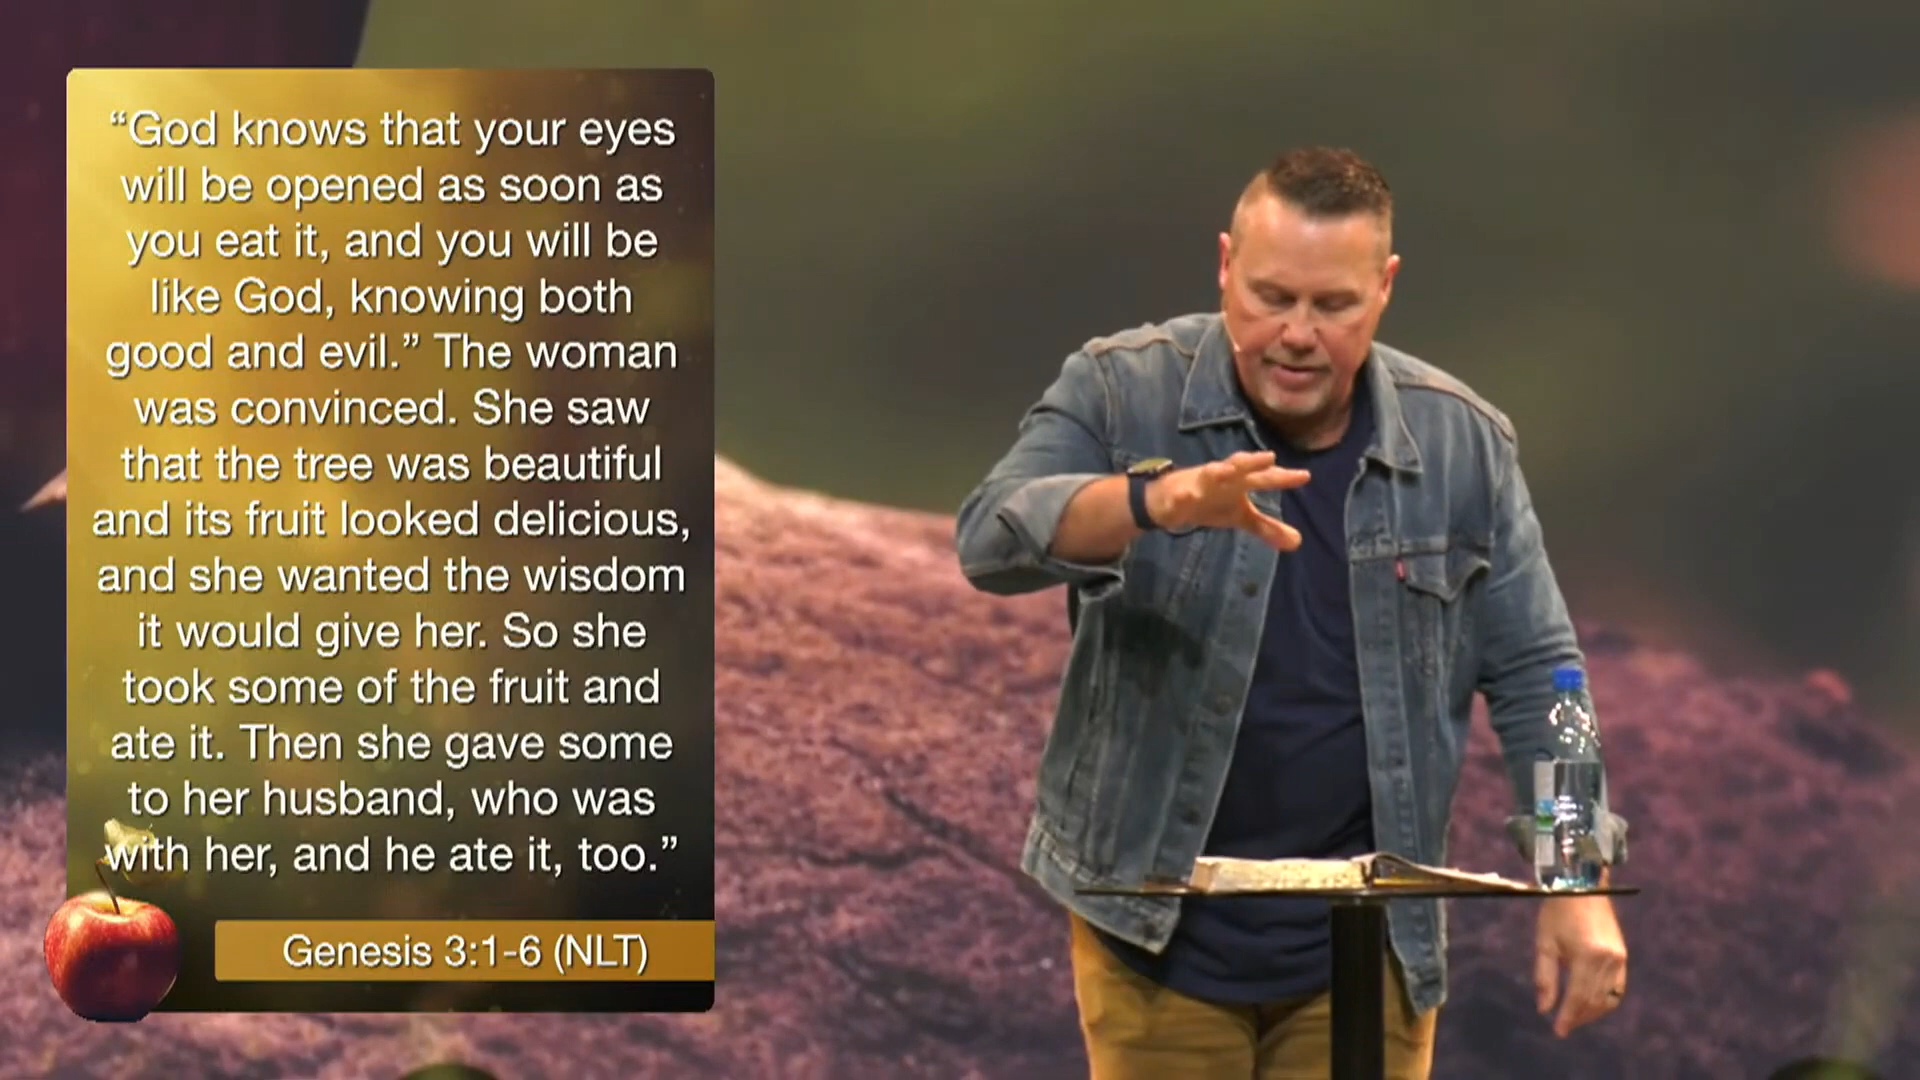 “God knows that your eyes
will be opened as soon as
you eat it, and you will be
like God, knowing both
good and evil.” The woman
was convinced. She saw
that the tree was beautiful
and its fruit looked delicious,
and she wanted the wisdom
it would give her. So she
took some of the fruit and
ate it. Then she gave some
to her husband, who was
with her, and he ate it, too.”
Genesis 3:1-6 (NLT)